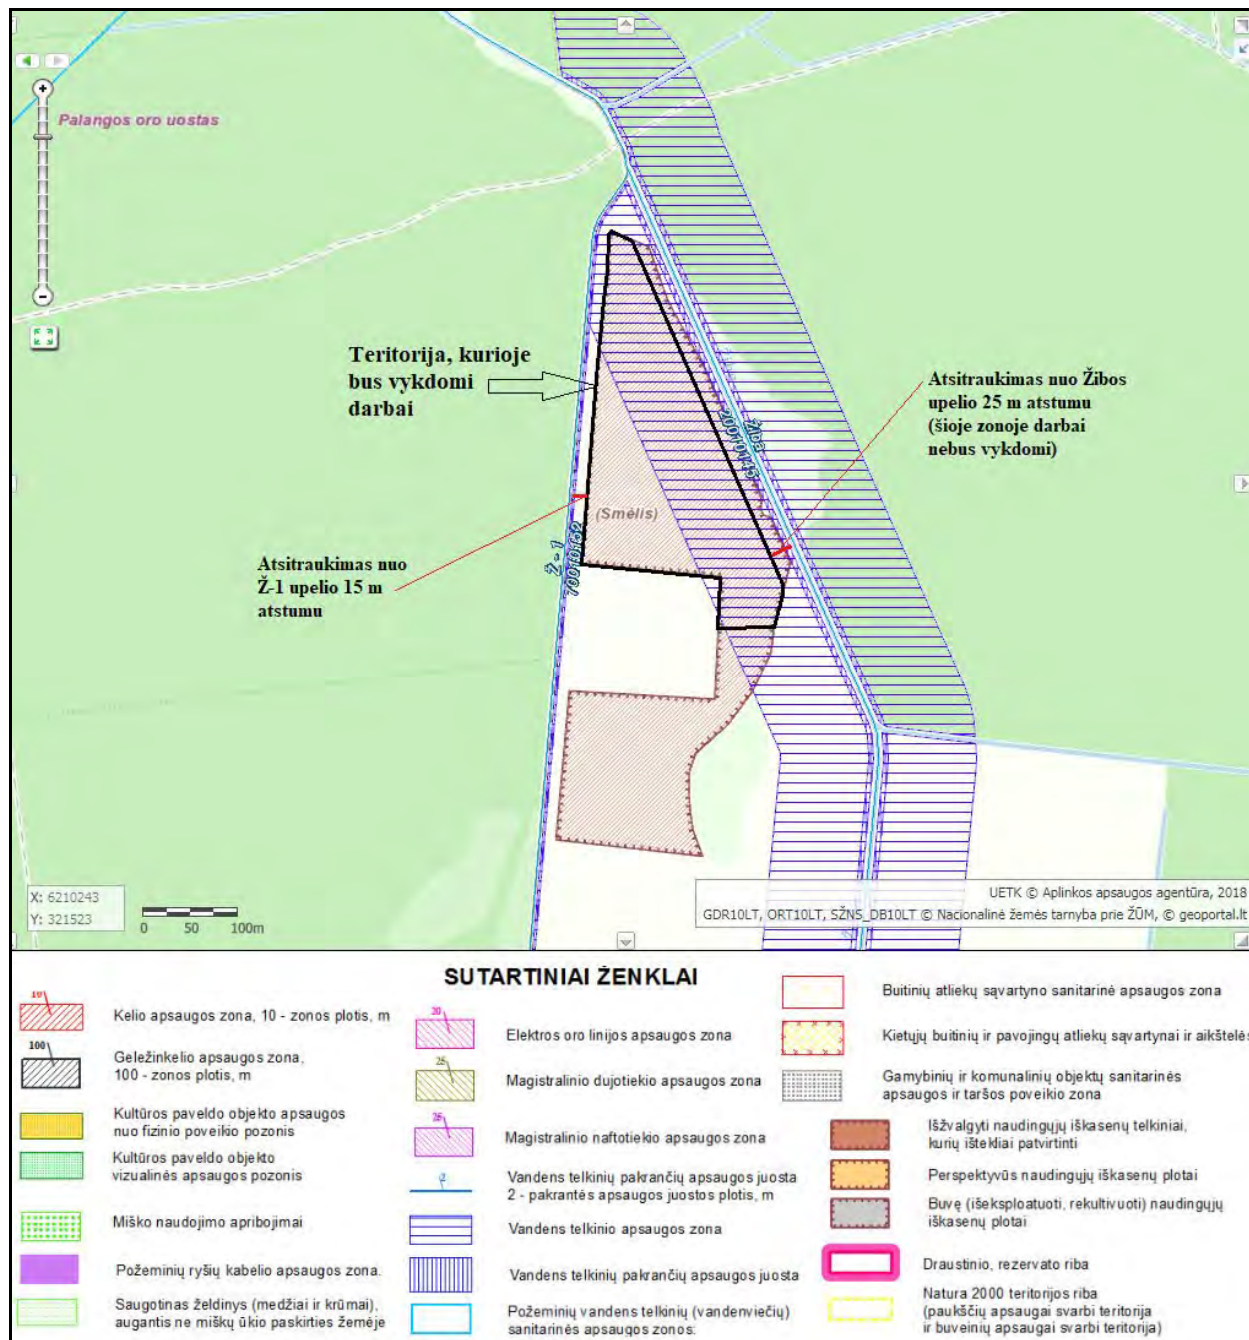 Palangos oro uostas
Teritorija, kurioje
bus vykdomi
darbai
Atsitraukimas nuo Žibos
upelio 25 m atstumu
(šioje zonoje darbai
nebus vykdomi)
Žiba
20010145
(Smėlis)
Ž - 1
70010132
Atsitraukimas nuo
Ž-1 upelio 15 m
atstumu
X: 6210243
Y: 321523
0 50 100m
UETK © Aplinkos apsaugos agentūra, 2018
GDR10LT, ORT10LT, SŽNS_DB10LT © Nacionalinė žemės tarnyba prie ŽŪM, © geoportal.lt
SUTARTINIAI ŽENKLAI
10
Kelio apsaugos zona, 10 - zonos plotis, m
100
Geležinkelio apsaugos zona,
100 - zonos plotis, m
Kultūros paveldo objekto apsaugos
nuo fizinio poveikio pozonis
Kultūros paveldo objekto
vizualinės apsaugos pozonis
Miško naudojimo apribojimai
Požeminių ryšių kabelio apsaugos zona.
Saugotinas želdinys (medžiai ir krūmai),
augantis ne miškų ūkio paskirties žemėje
20
Elektros oro linijos apsaugos zona
25
Magistralinio dujotiekio apsaugos zona
25
Magistralinio naftotiekio apsaugos zona
2
Vandens telkinių pakrančių apsaugos juosta
2 - pakrantės apsaugos juostos plotis, m
Vandens telkinio apsaugos zona
Vandens telkinių pakrančių apsaugos juosta
Požeminių vandens telkinių (vandenviečių)
sanitarinės apsaugos zonos:
Buitinių atliekų sąvartyno sanitarinė apsaugos zona
Kietųjų buitinių ir pavojingų atliekų sąvartynai ir aikštelės
Gamybinių ir komunalinių objektų sanitarinės
apsaugos ir taršos poveikio zona
Išžvalgyti naudingųjų iškasenų telkiniai,
kurių ištekliai patvirtinti
Perspektyvūs naudingųjų iškasenų plotai
Buvę (išeksploatuoti, rekultivuoti) naudingųjų
iškasenų plotai
Draustinio, rezervato riba
Natura 2000 teritorijos riba
(paukščių apsaugai svarbi teritorija
ir buveinių apsaugai svarbi teritorija)